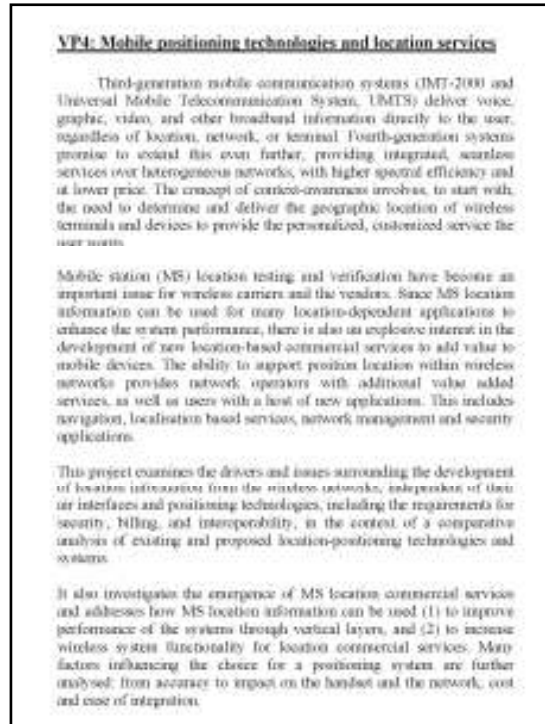 VP4: Mobile positioning technologies and location services
Third-generation mobile communication systems (IMT-2000 and
Universal Mobile Telecommunication System, UMTS) deliver voice,
graphic, video, and other broadband information directly to the user,
regardless of location, network, or terminal. Fourth-generation systems
promise to extend this even further, providing integrated, seamless
services over heterogeneous networks, with higher spectral efficiency and
at lower price. The concept of context-awareness involves, to start with,
the need to determine and deliver the geographic location of wireless
terminals and devices to provide the personalized, customized service the
user wants.
Mobile station (MS) location testing and verification have become an
important issue for wireless carriers and the vendors. Since MS location
information can be used for many location-dependent applications to
enhance the system performance, there is also an explosive interest in the
development of new location-based commercial services to add value to
mobile devices. The ability to support position location within wireless
networks provides network operators with additional value added
services, as well as users with a host of new applications. This includes
navigation, localisation based services, network management and security
applications.
This project examines the drivers and issues surrounding the development
of location information from the wireless networks, independent of their
air interfaces and positioning technologies, including the requirements for
security, billing, and interoperability, in the context of a comparative
analysis of existing and proposed location-positioning technologies and
systems.
It also investigates the emergence of MS location commercial services
and addresses how MS location information can be used (1) to improve
performance of the systems through vertical layers, and (2) to increase
wireless system functionality for location commercial services. Many
factors influencing the choice for a positioning system are further
analysed: from accuracy to impact on the handset and the network, cost
and ease of integration.